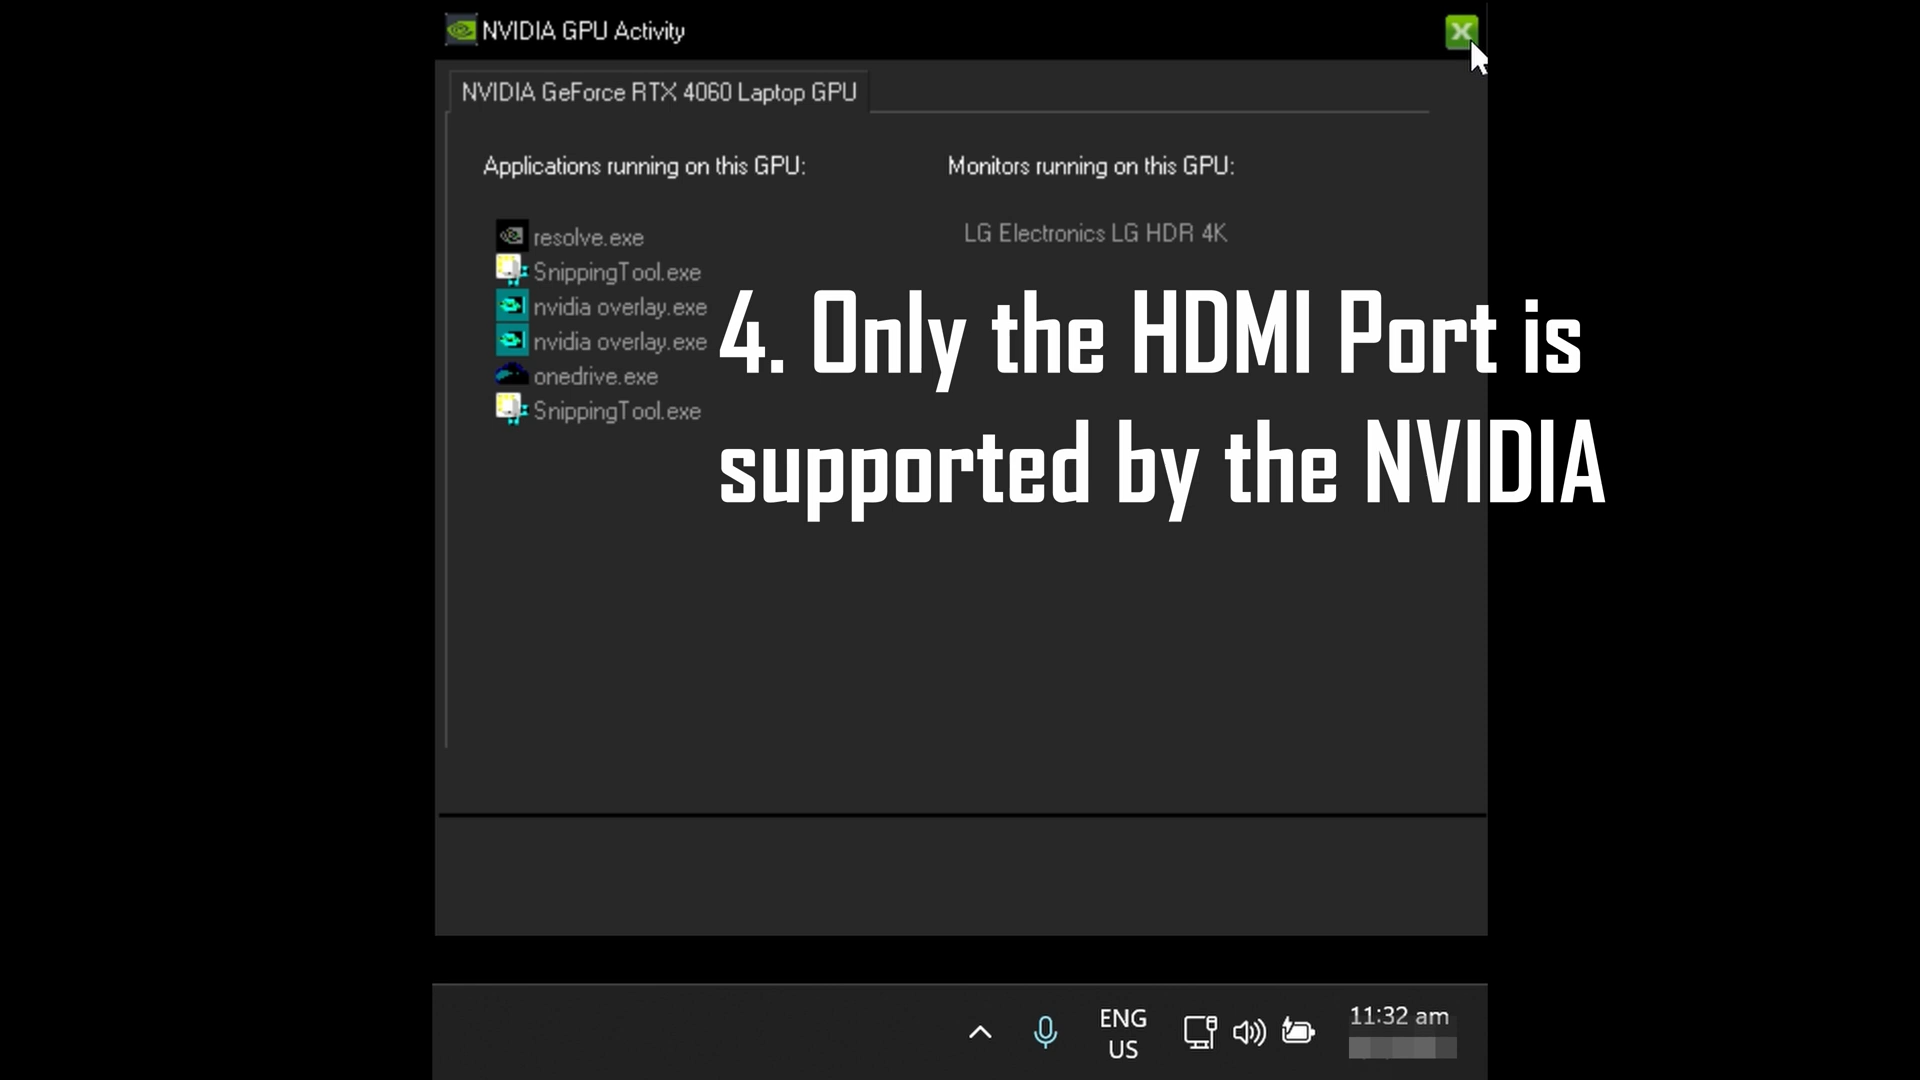 NVIDIA GPU Activity
NVIDIA GeForce RTX 4060 Laptop GPU
Applications running on this GPU:
Monitors running on this GPU:
resolve.exe
LG Electronics LG HDR 4K
SnippingTool.exe
nvidia overlay.exe
nvidia overlay.exe
onedrive.exe
SnippingTool.exe
4. Only the HDMI Port is
supported by the NVIDIA
ENG
US
11:32 am